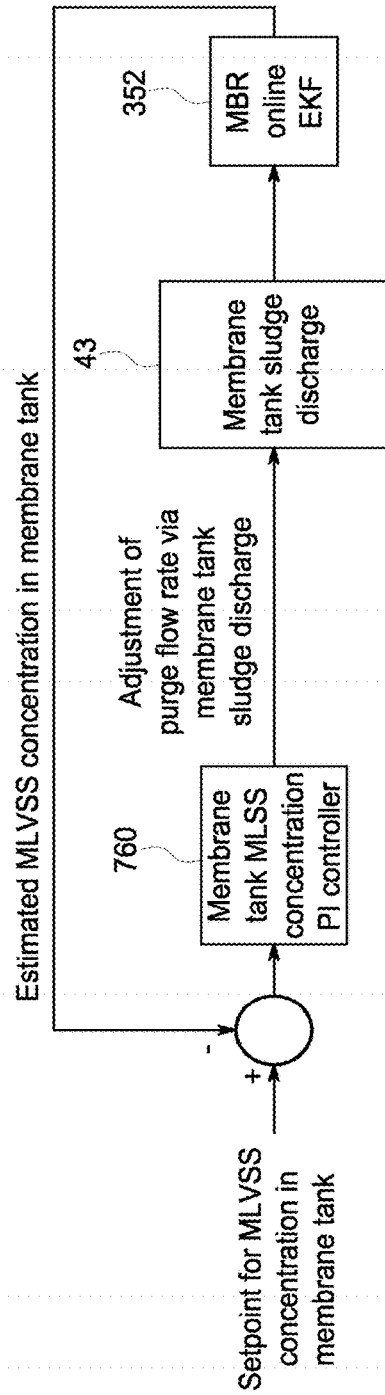 Estimated MLVSS concentration in membrane tank
Setpoint for MLVSS
concentration in
membrane tank
+
-
760
Membrane
tank MLSS
concentration
PI controller
Adjustment of
purge flow rate via
membrane tank
sludge discharge
43
Membrane
tank sludge
discharge
352
MBR
online
EKF